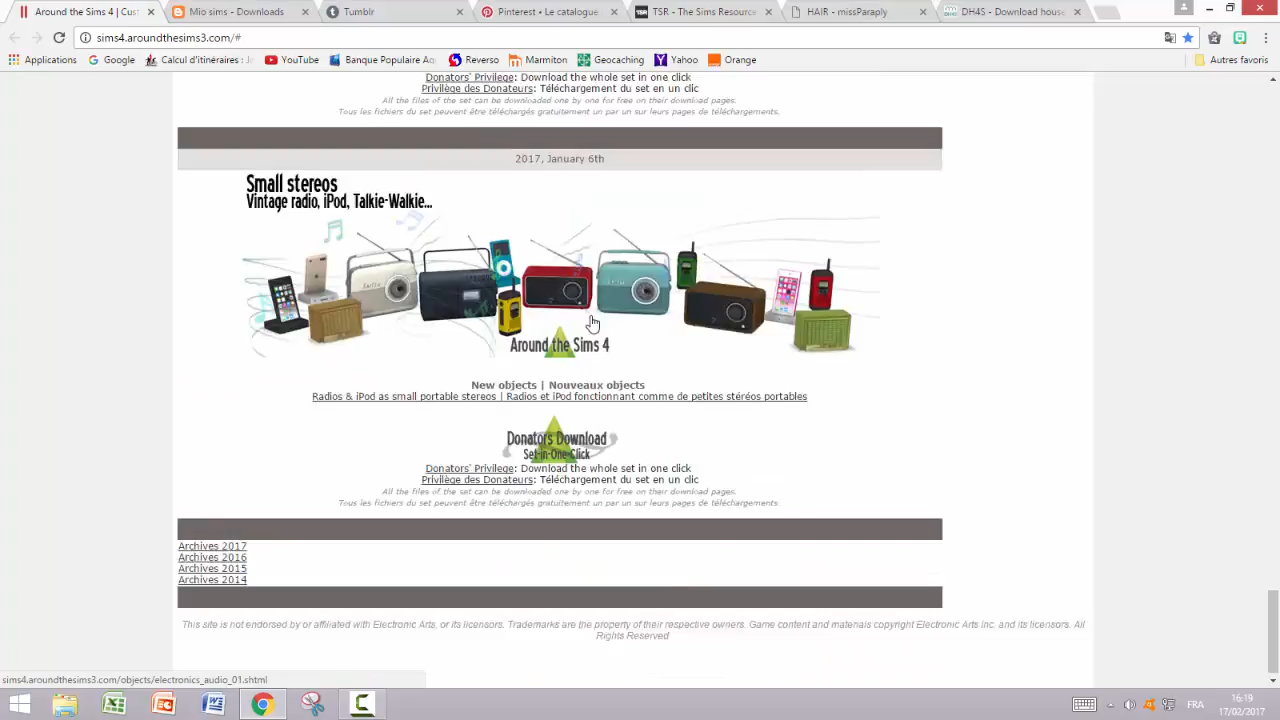 Around the Sims 4 | Cust
Mio sims - Downloads
Tumblr
Pinterest • Le catalogue
TSR
TSR - The Sims Resource
HAIR - missParaply
DH4S - Download house
sims4.aroundthesims3.com/#
Applications
Google
Calcul d'itinéraires :
Banque Populaire Aq
YouTube
Reverso
Marmiton
Geocaching
Yahoo
Orange
Autres favoris
Donators' Privilege: Download the whole set in one click
Privilège des Donateurs: Téléchargement du set en un clic
All the files of the set can be downloaded one by one for free on their download pages.
Tous les fichiers du set peuvent être téléchargés gratuitement un par un sur leurs pages de téléchargements.
2017, January 6th
Small stereos
Vintage radio, iPod, Talkie-Walkie...
Around the Sims 4
New objects | Nouveaux objects
Radios & iPod as small portable stereos | Radios et iPod fonctionnant comme de petites stéréos portables
Donators Download
Set-in-One-Click
Donators' Privilege: Download the whole set in one click
Privilège des Donateurs: Téléchargement du set en un clic
All the files of the set can be downloaded one by one for free on their download pages.
Tous les fichiers du set peuvent être téléchargés gratuitement un par un sur leurs pages de téléchargements.
Archives 2017
Archives 2016
Archives 2015
Archives 2014
This site is not endorsed by or affiliated with Electronic Arts, or its licensors. Trademarks are the property of their respective owners. Game content and materials copyright Electronic Arts Inc. and its licensors. All
Rights Reserved
sims4.aroundthesims3.com/objects/electronics_audio_01.shtml
FRA
16:19
17/02/2017